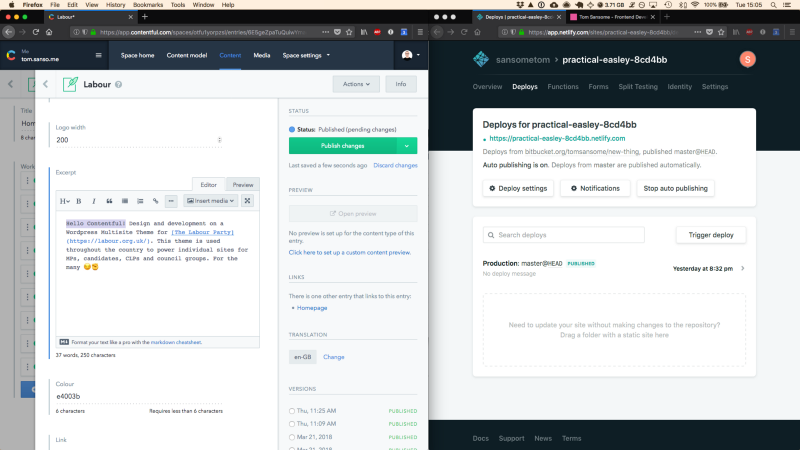 Firefox File Edit View History Bookmarks Tools Window Help
3.71 GB
100%
Tue 15:05
Labour*
Deploys | practical-easley-8cd4bb
Tom Sansome – Frontend Deve
https://app.contentful.com/spaces/
https://app.netlify.com/sites/practical-easley-8cd4bb/
Me
tom.sanso.me
Space home Content model Content Media Space settings
Labour
Actions
Info
Title
Hom
8 char
Work
Logo width
200
Excerpt
Editor Preview
H B I
Insert media
Hello Contentful! Design and development on a
Wordpress Multisite Theme for [The Labour Party]
(https://labour.org.uk/). This theme is used
throughout the country to power individual sites for
MPs, candidates, CLPs and council groups. For the
many 😂🌹
Format your text like a pro with the markdown cheatsheet.
37 words, 250 characters
Colour
e4003b
6 characters
Requires less than 6 characters
Link
STATUS
Status: Published (pending changes)
Publish changes
Last saved a few seconds ago Discard changes
PREVIEW
Open preview
No preview is set up for the content type of this
entry.
Click here to set up a custom content preview.
LINKS
There is one other entry that links to this entry:
Homepage
TRANSLATION
en-GB Change
VERSIONS
Thu, 11:25 AM PUBLISHED
Thu, 11:09 AM PUBLISHED
Mar 21, 2018 PUBLISHED
Mar 21, 2018 PUBLISHED
sansometom > practical-easley-8cd4bb
S
Overview Deploys Functions Forms Split Testing Identity Settings
Deploys for practical-easley-8cd4bb
https://practical-easley-8cd4bb.netlify.com
Deploys from bitbucket.org/tomsansome/new-thing, published master@HEAD.
Auto publishing is on. Deploys from master are published automatically.
Deploy settings
Notifications
Stop auto publishing
Search deploys
Trigger deploy
Production: master@HEAD PUBLISHED
No deploy message
Yesterday at 8:32 pm
Need to update your site without making changes to the repository?
Drag a folder with a static site here
Docs Support News Terms